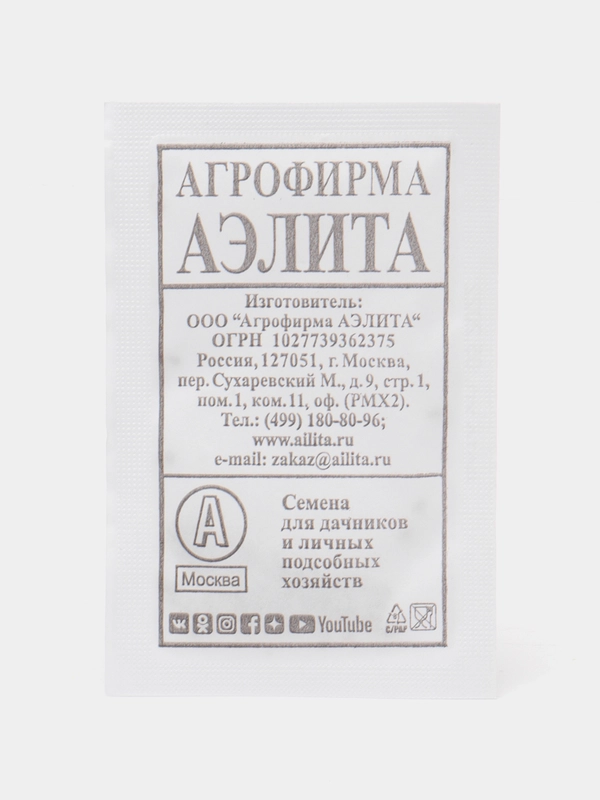 АГРОФИРМА
АЭЛИТА
Изготовитель:
ООО “Агрофирма АЭЛИТА“
ОГРН 1027739362375
Россия,127051, г. Москва,
пер. Сухаревский М., д. 9, стр. 1,
пом. 1, ком. 11, оф. (РМХ2).
Тел.: (499) 180-80-96;
www.ailita.ru
e-mail: zakaz@ailita.ru
А
Москва
Семена
для дачников
и личных
подсобных
хозяйств
YouTube
C/PAP